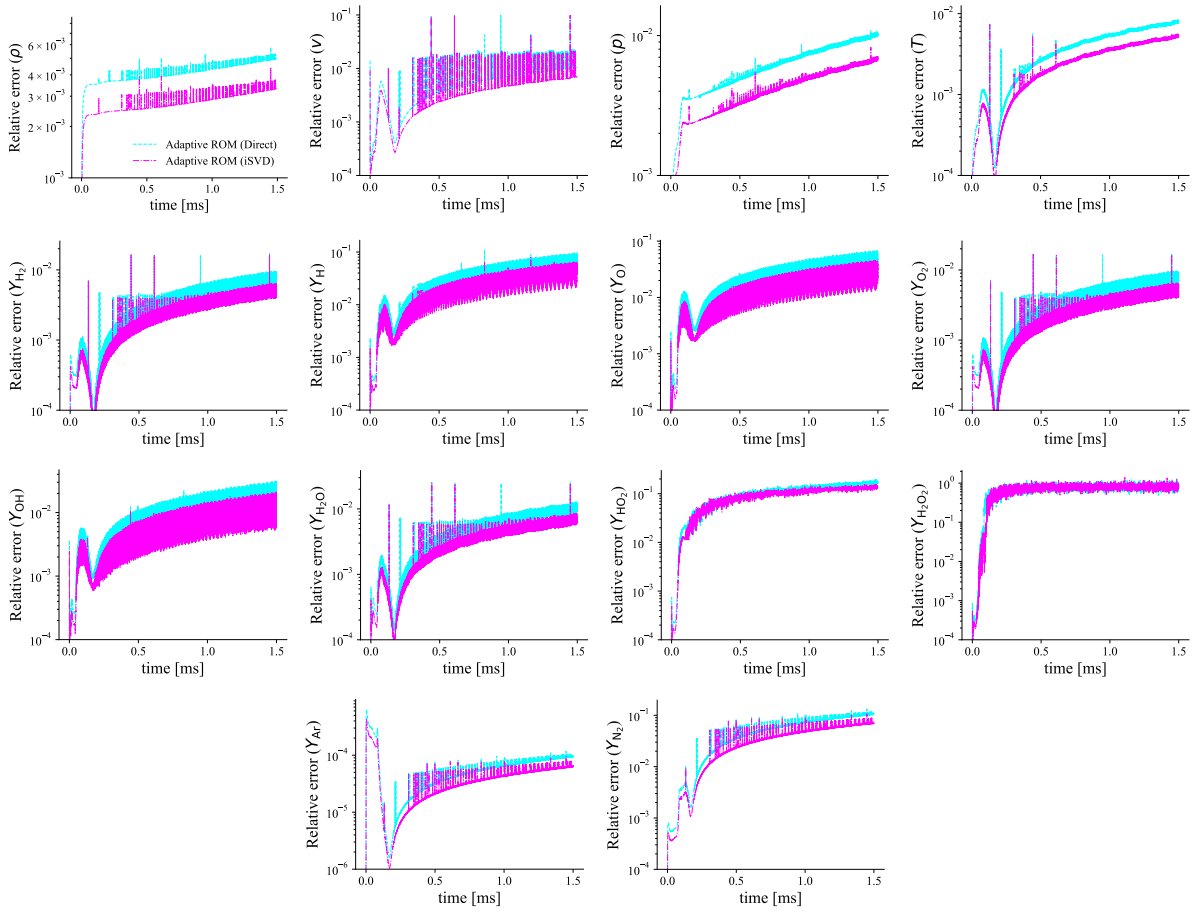 Relative error (ρ)
6 × 10⁻³
4 × 10⁻³
3 × 10⁻³
2 × 10⁻³
10⁻³
Adaptive ROM (Direct)
Adaptive ROM (iSVD)
0.0 0.5 1.0 1.5
time [ms]
Relative error (v)
10⁻¹
10⁻²
10⁻³
10⁻⁴
0.0 0.5 1.0 1.5
time [ms]
Relative error (p)
10⁻²
10⁻³
0.0 0.5 1.0 1.5
time [ms]
Relative error (T)
10⁻²
10⁻³
10⁻⁴
0.0 0.5 1.0 1.5
time [ms]
Relative error (Y_H₂)
10⁻²
10⁻³
10⁻⁴
0.0 0.5 1.0 1.5
time [ms]
Relative error (Y_H)
10⁻¹
10⁻²
10⁻³
10⁻⁴
0.0 0.5 1.0 1.5
time [ms]
Relative error (Y_O)
10⁻¹
10⁻²
10⁻³
10⁻⁴
0.0 0.5 1.0 1.5
time [ms]
Relative error (Y_O₂)
10⁻²
10⁻³
10⁻⁴
0.0 0.5 1.0 1.5
time [ms]
Relative error (Y_OH)
10⁻²
10⁻³
10⁻⁴
0.0 0.5 1.0 1.5
time [ms]
Relative error (Y_H₂O)
10⁻²
10⁻³
10⁻⁴
0.0 0.5 1.0 1.5
time [ms]
Relative error (Y_HO₂)
10⁻¹
10⁻²
10⁻³
10⁻⁴
0.0 0.5 1.0 1.5
time [ms]
Relative error (Y_H₂O₂)
10⁰
10⁻¹
10⁻²
10⁻³
10⁻⁴
0.0 0.5 1.0 1.5
time [ms]
Relative error (Y_Ar)
10⁻⁴
10⁻⁵
10⁻⁶
0.0 0.5 1.0 1.5
time [ms]
Relative error (Y_N₂)
10⁻¹
10⁻²
10⁻³
10⁻⁴
0.0 0.5 1.0 1.5
time [ms]